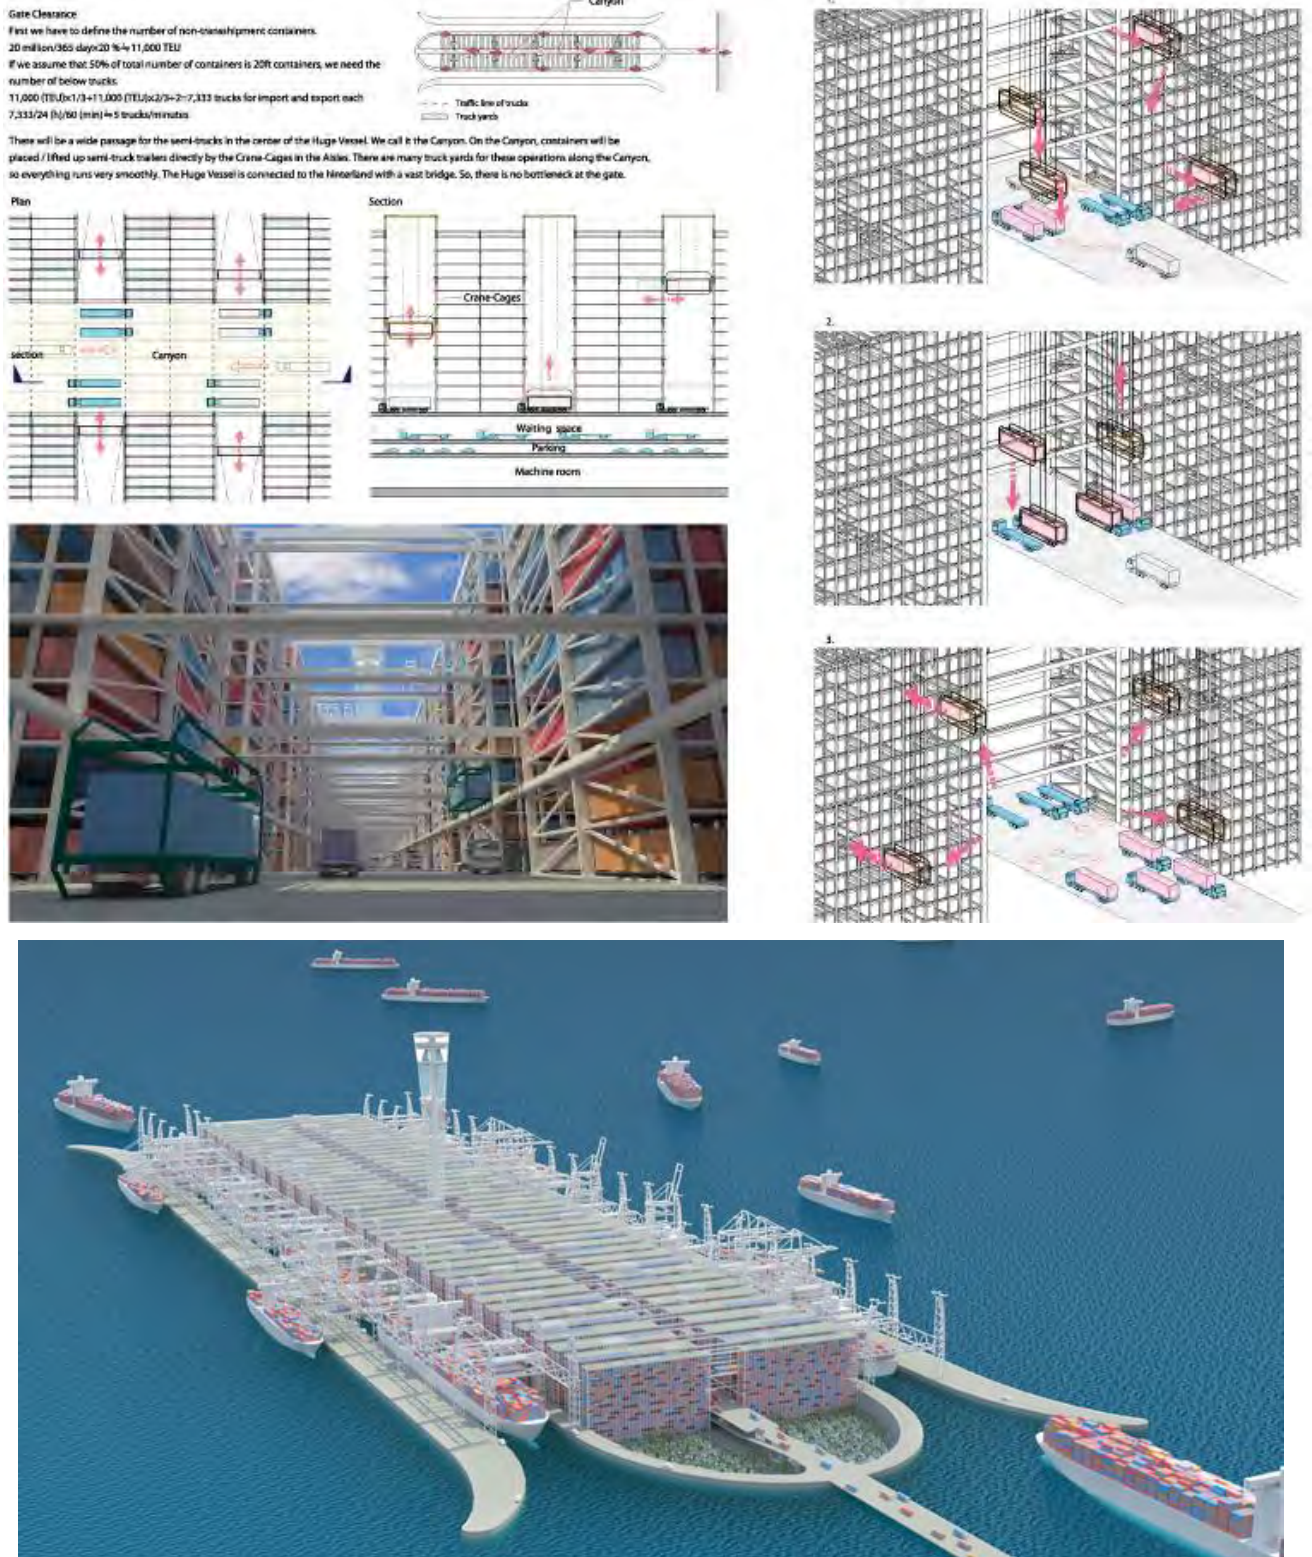 Gate Clearance
First we have to define the number of non-transshipment containers.
20 million/365 day×20 %≒11,000 TEU
If we assume that 50% of total number of containers is 20ft containers, we need the
number of below trucks.
11,000 (TEU)×1/3+11,000 (TEU)×2/3÷2=7,333 trucks for import and export each
7,333/24 (h)/60 (min)≒5 trucks/minutes
Canyon
Traffic line of trucks
Truck yards
There will be a wide passage for the semi-trucks in the center of the Huge Vessel. We call it the Canyon. On the Canyon, containers will be
placed / lifted up semi-truck trailers directly by the Crane-Cages in the Aisles. There are many truck yards for these operations along the Canyon,
so everything runs very smoothly. The Huge Vessel is connected to the hinterland with a vast bridge. So, there is no bottleneck at the gate.
Plan
section
Canyon
Section
Crane-Cages
Waiting space
Parking
Machine room
2.
3.